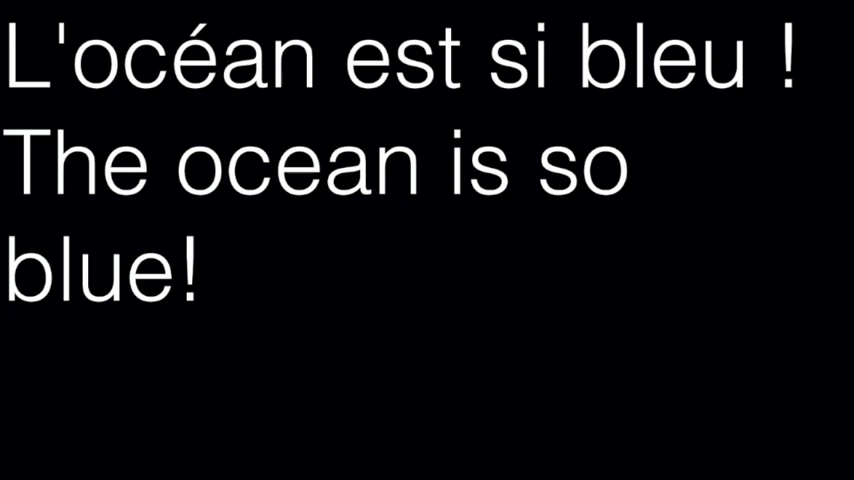 L'océan est si bleu !
The ocean is so
blue!